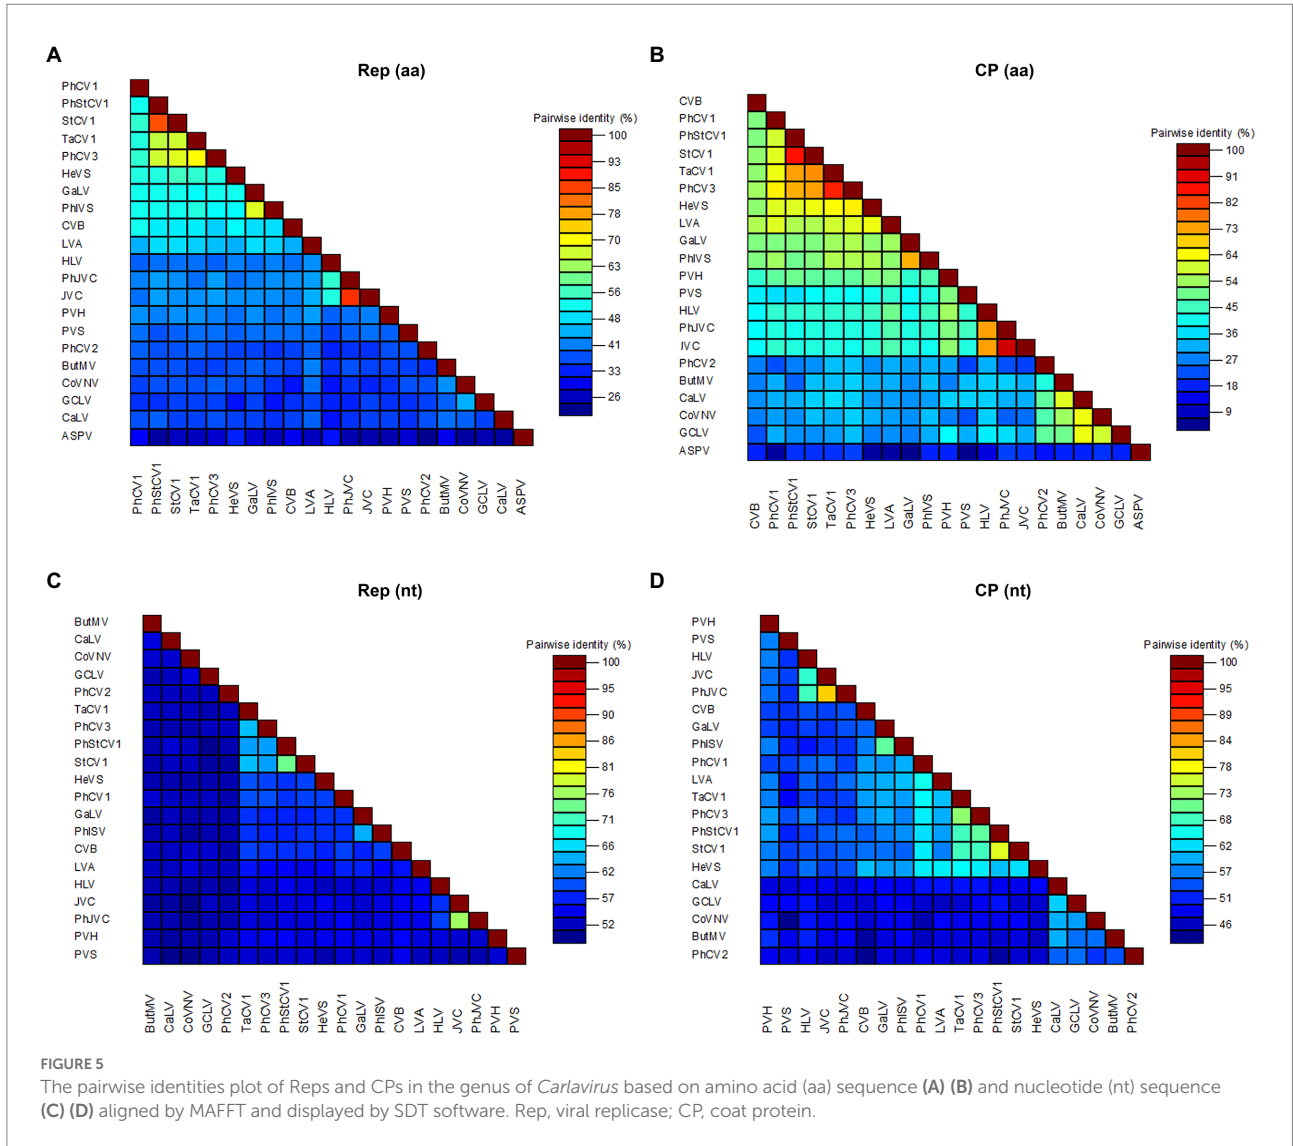 A
Rep (aa)
PhCV1
PhStCV1
StCV1
TaCV1
PhCV3
HeVS
GaLV
PhIVS
CVB
LVA
HLV
PhJVC
JVC
PVH
PVS
PhCV2
ButMV
CoVNV
GCLV
CaLV
ASPV
Pairwise identity (%)
100
93
85
78
70
63
56
48
41
33
26
PhCV1 PhStCV1 StCV1 TaCV1 PhCV3 HeVS GaLV PhIVS CVB LVA HLV PhJVC JVC PVH PVS PhCV2 ButMV CoVNV GCLV CaLV ASPV
B
CP (aa)
CVB
PhCV1
PhStCV1
StCV1
TaCV1
PhCV3
HeVS
LVA
GaLV
PhIVS
PVH
PVS
HLV
PhJVC
JVC
PhCV2
ButMV
CaLV
CoVNV
GCLV
ASPV
Pairwise identity (%)
100
91
82
73
64
54
45
36
27
18
9
CVB PhCV1 PhStCV1 StCV1 TaCV1 PhCV3 HeVS LVA GaLV PhIVS PVH PVS HLV PhJVC JVC PhCV2 ButMV CaLV CoVNV GCLV ASPV
C
Rep (nt)
ButMV
CaLV
CoVNV
GCLV
PhCV2
TaCV1
PhCV3
PhStCV1
StCV1
HeVS
PhCV1
GaLV
PhISV
CVB
LVA
HLV
JVC
PhJVC
PVH
PVS
Pairwise identity (%)
100
95
90
86
81
76
71
66
62
57
52
ButMV CaLV CoVNV GCLV PhCV2 TaCV1 PhCV3 PhStCV1 StCV1 HeVS PhCV1 GaLV PhISV CVB LVA HLV JVC PhJVC PVH PVS
D
CP (nt)
PVH
PVS
HLV
JVC
PhJVC
CVB
GaLV
PhISV
PhCV1
LVA
TaCV1
PhCV3
PhStCV1
StCV1
HeVS
CaLV
GCLV
CoVNV
ButMV
PhCV2
Pairwise identity (%)
100
95
89
84
78
73
68
62
57
51
46
PVH PVS HLV JVC PhJVC CVB GaLV PhISV PhCV1 LVA TaCV1 PhCV3 PhStCV1 StCV1 HeVS CaLV GCLV CoVNV ButMV PhCV2
FIGURE 5
The pairwise identities plot of Reps and CPs in the genus of Carlavirus based on amino acid (aa) sequence (A) (B) and nucleotide (nt) sequence
(C) (D) aligned by MAFFT and displayed by SDT software. Rep, viral replicase; CP, coat protein.